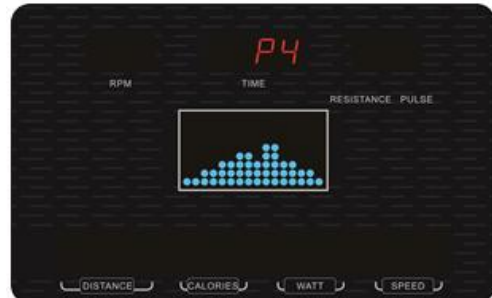 P4
RPM TIME
RESISTANCE PULSE
DISTANCE CALORIES WATT SPEED